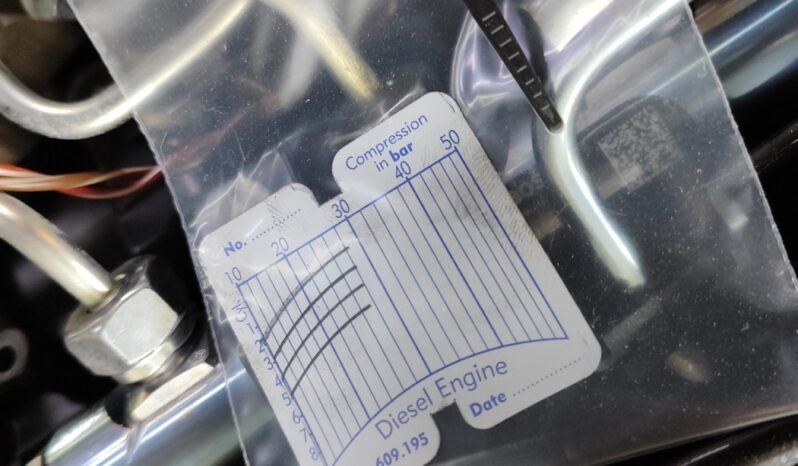 Compression
in bar
No. ..............
10 20 30 40 50
1
2
3
4
5
6
7
8
Diesel Engine
609.195
Date ..................